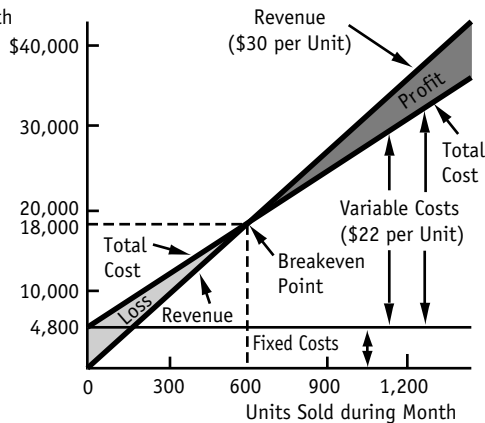 th
$40,000
30,000
20,000
18,000
10,000
4,800
0
300
600
900
1,200
Units Sold during Month
Revenue
($30 per Unit)
Profit
Total
Cost
Variable Costs
($22 per Unit)
Breakeven
Point
Total
Cost
Loss
Revenue
Fixed Costs